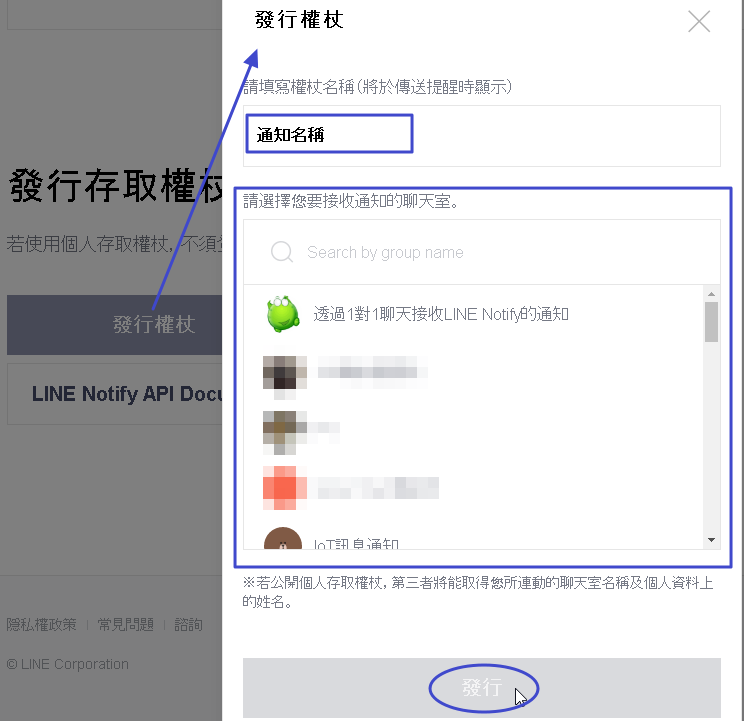 發行權杖
請填寫權杖名稱(將於傳送提醒時顯示)
通知名稱
發行存取權杖
請選擇您要接收通知的聊天室。
若使用個人存取權杖, 不須
Search by group name
透過1對1聊天接收LINE Notify的通知
發行權杖
LINE Notify API Docu
IoT訊息通知
※若公開個人存取權杖, 第三者將能取得您所連動的聊天室名稱及個人資料上
的姓名。
隱私權政策
常見問題
諮詢
© LINE Corporation
發行